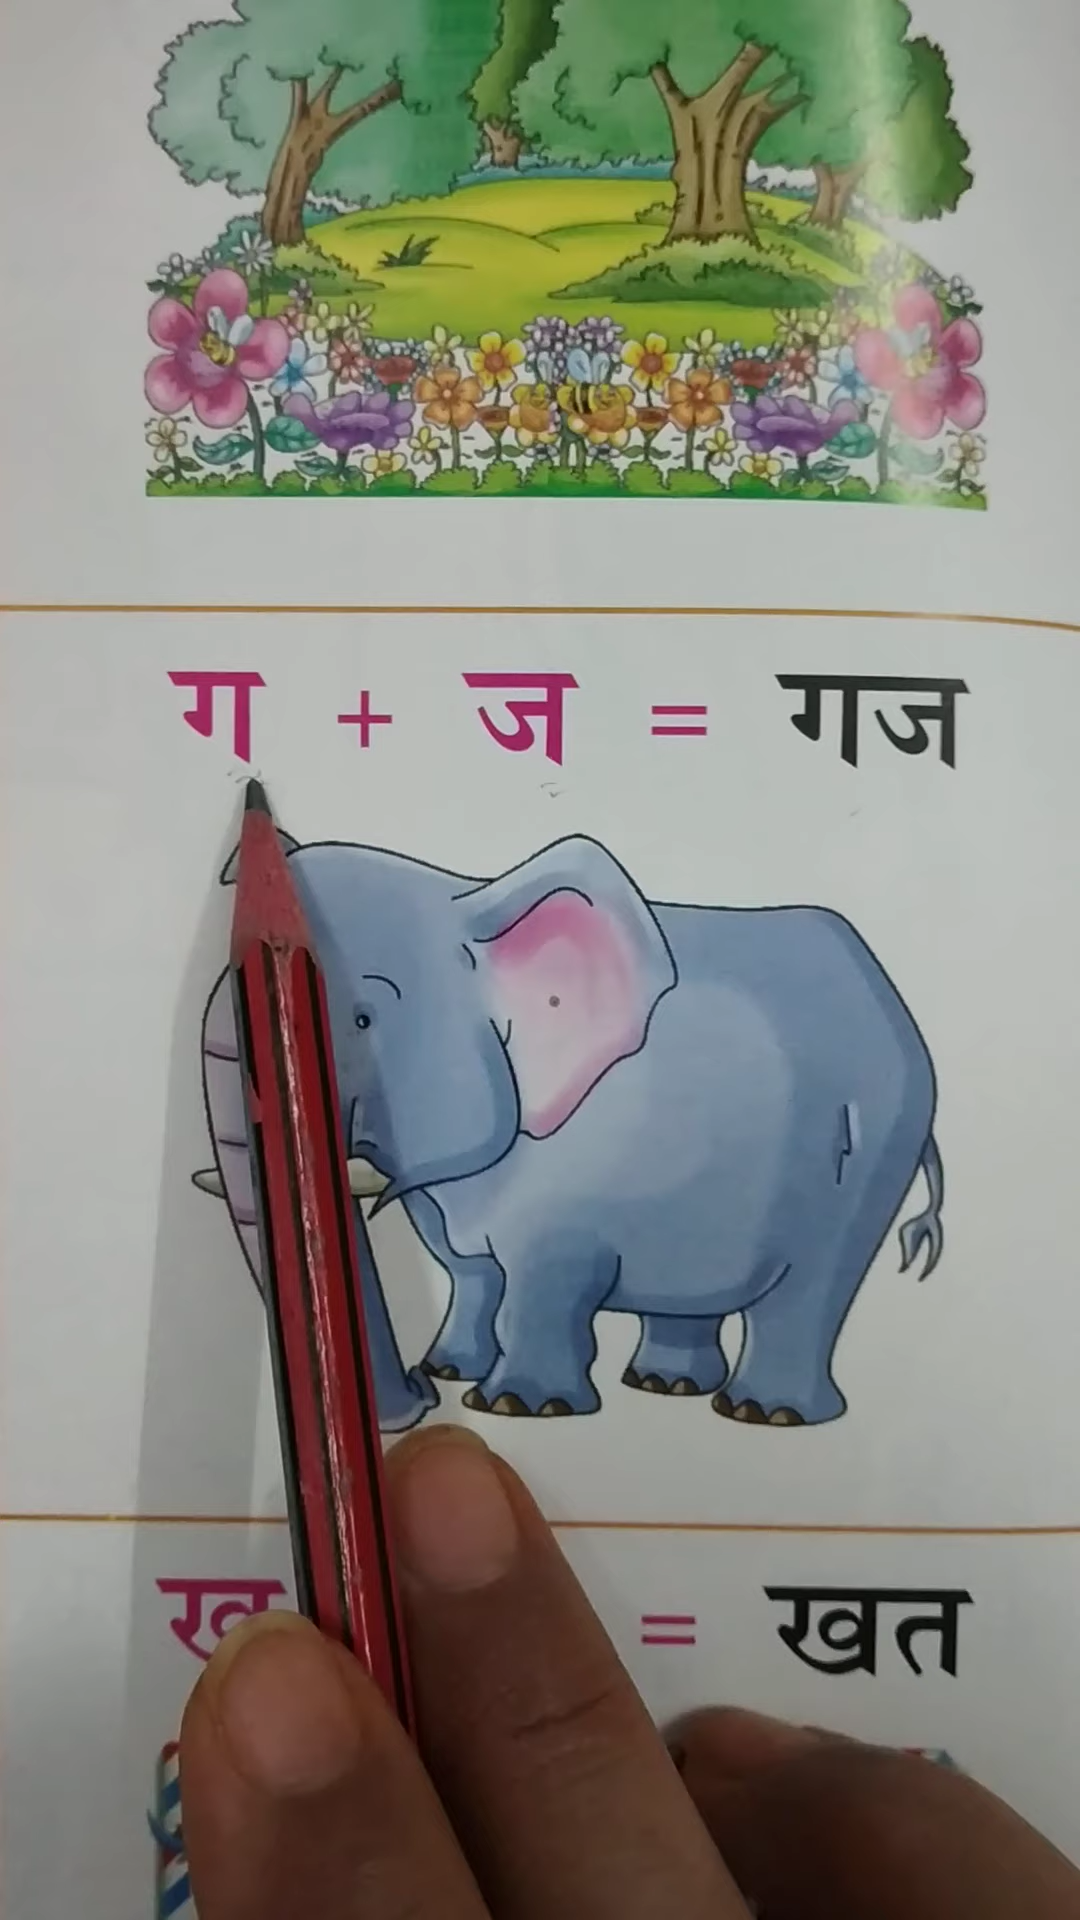 ग + ज = गज
ख = खत